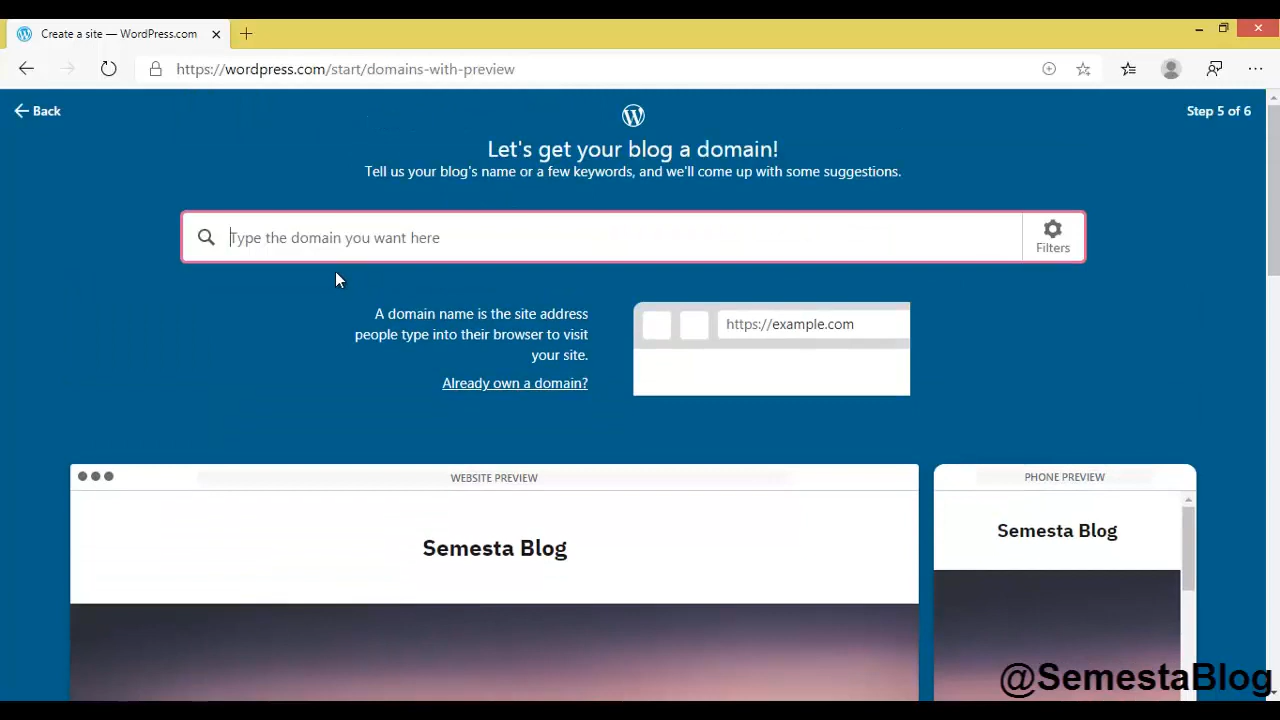 Create a site — WordPress.com
https://wordpress.com/start/domains-with-preview
Back
Step 5 of 6
Let's get your blog a domain!
Tell us your blog's name or a few keywords, and we'll come up with some suggestions.
Type the domain you want here
Filters
A domain name is the site address
people type into their browser to visit
your site.
Already own a domain?
https://example.com
WEBSITE PREVIEW
PHONE PREVIEW
Semesta Blog
Semesta Blog
@SemestaBlog